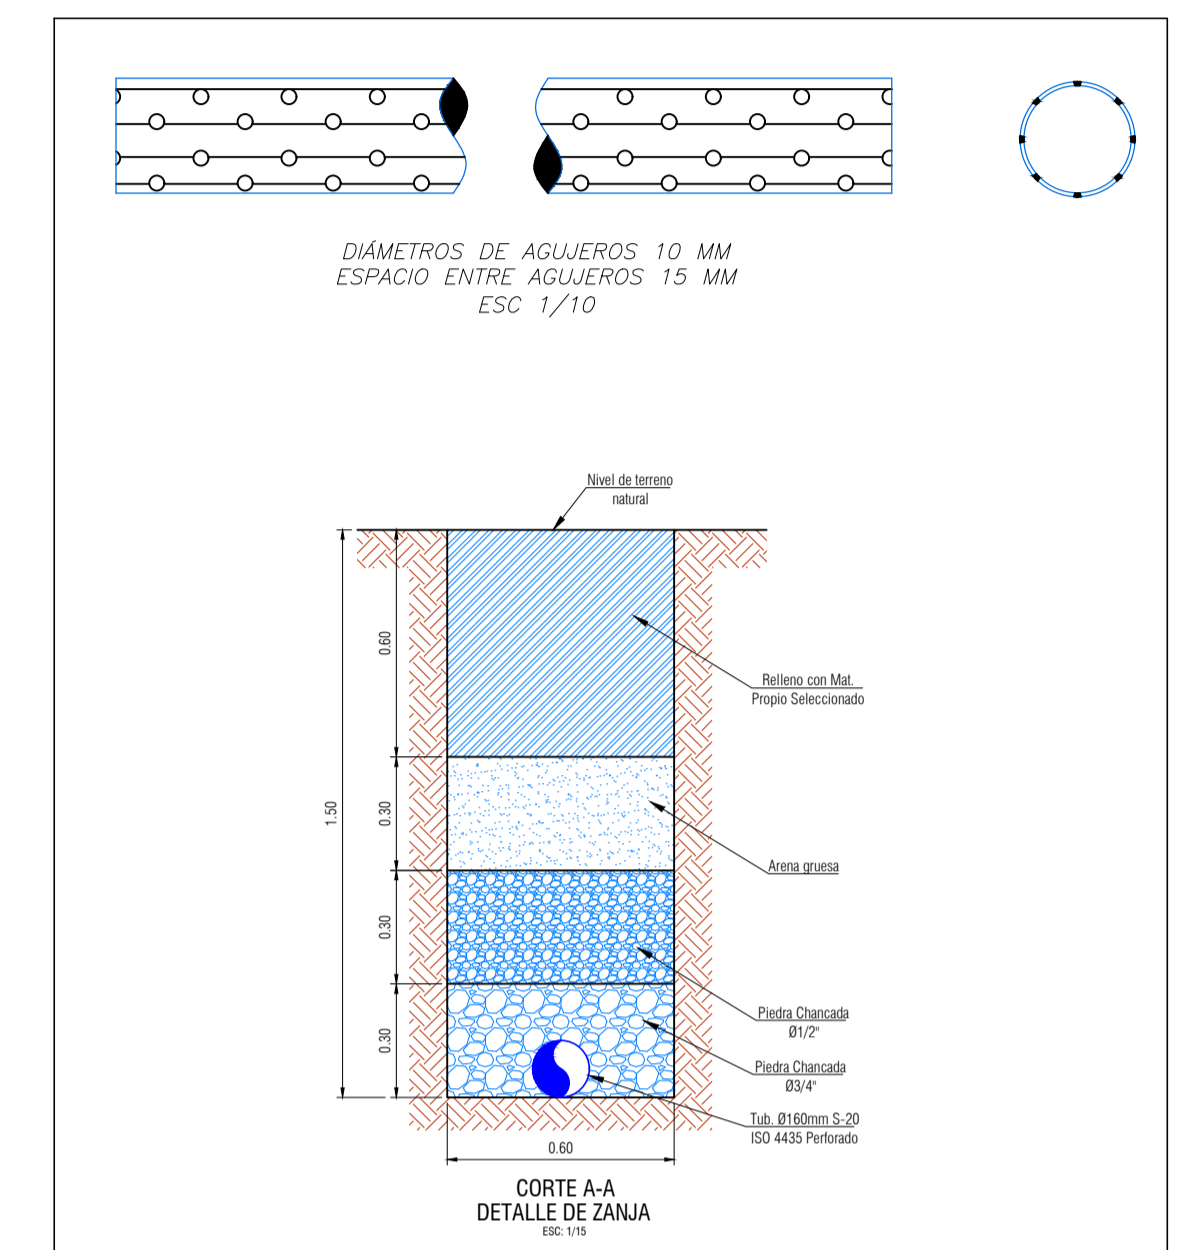 DIÁMETROS DE AGUJEROS 10 MM
ESPACIO ENTRE AGUJEROS 15 MM
ESC 1/10
Nivel de terreno
natural
0.60
Relleno con Mat.
Propio Seleccionado
1.50
0.30
Arena gruesa
0.30
Piedra Chancada
Ø1/2"
0.30
Piedra Chancada
Ø3/4"
Tub. Ø160mm S-20
ISO 4435 Perforado
0.60
CORTE A-A
DETALLE DE ZANJA
ESC: 1/15